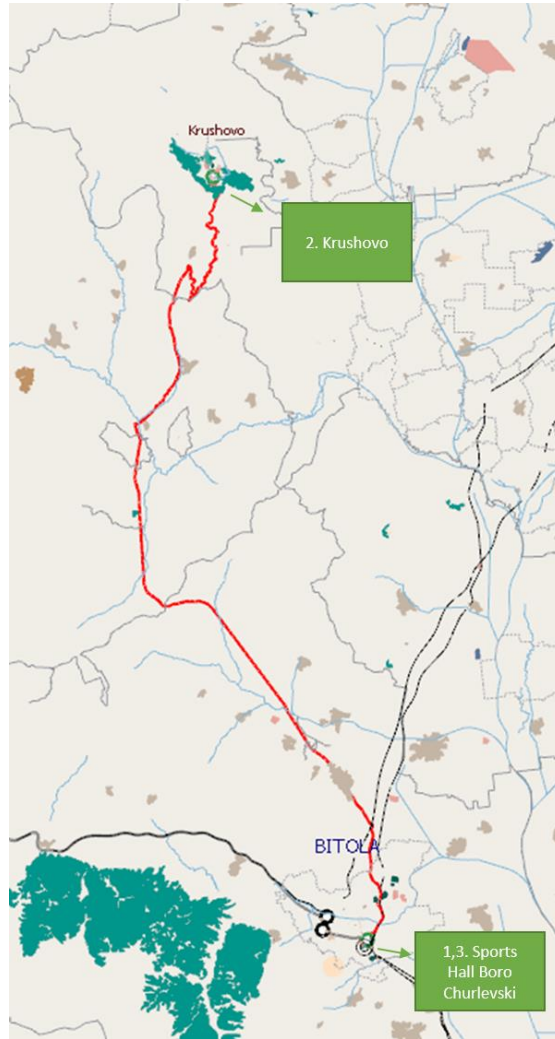 Krushovo
2. Krushovo
BITOLA
1,3. Sports
Hall Boro
Churlevski